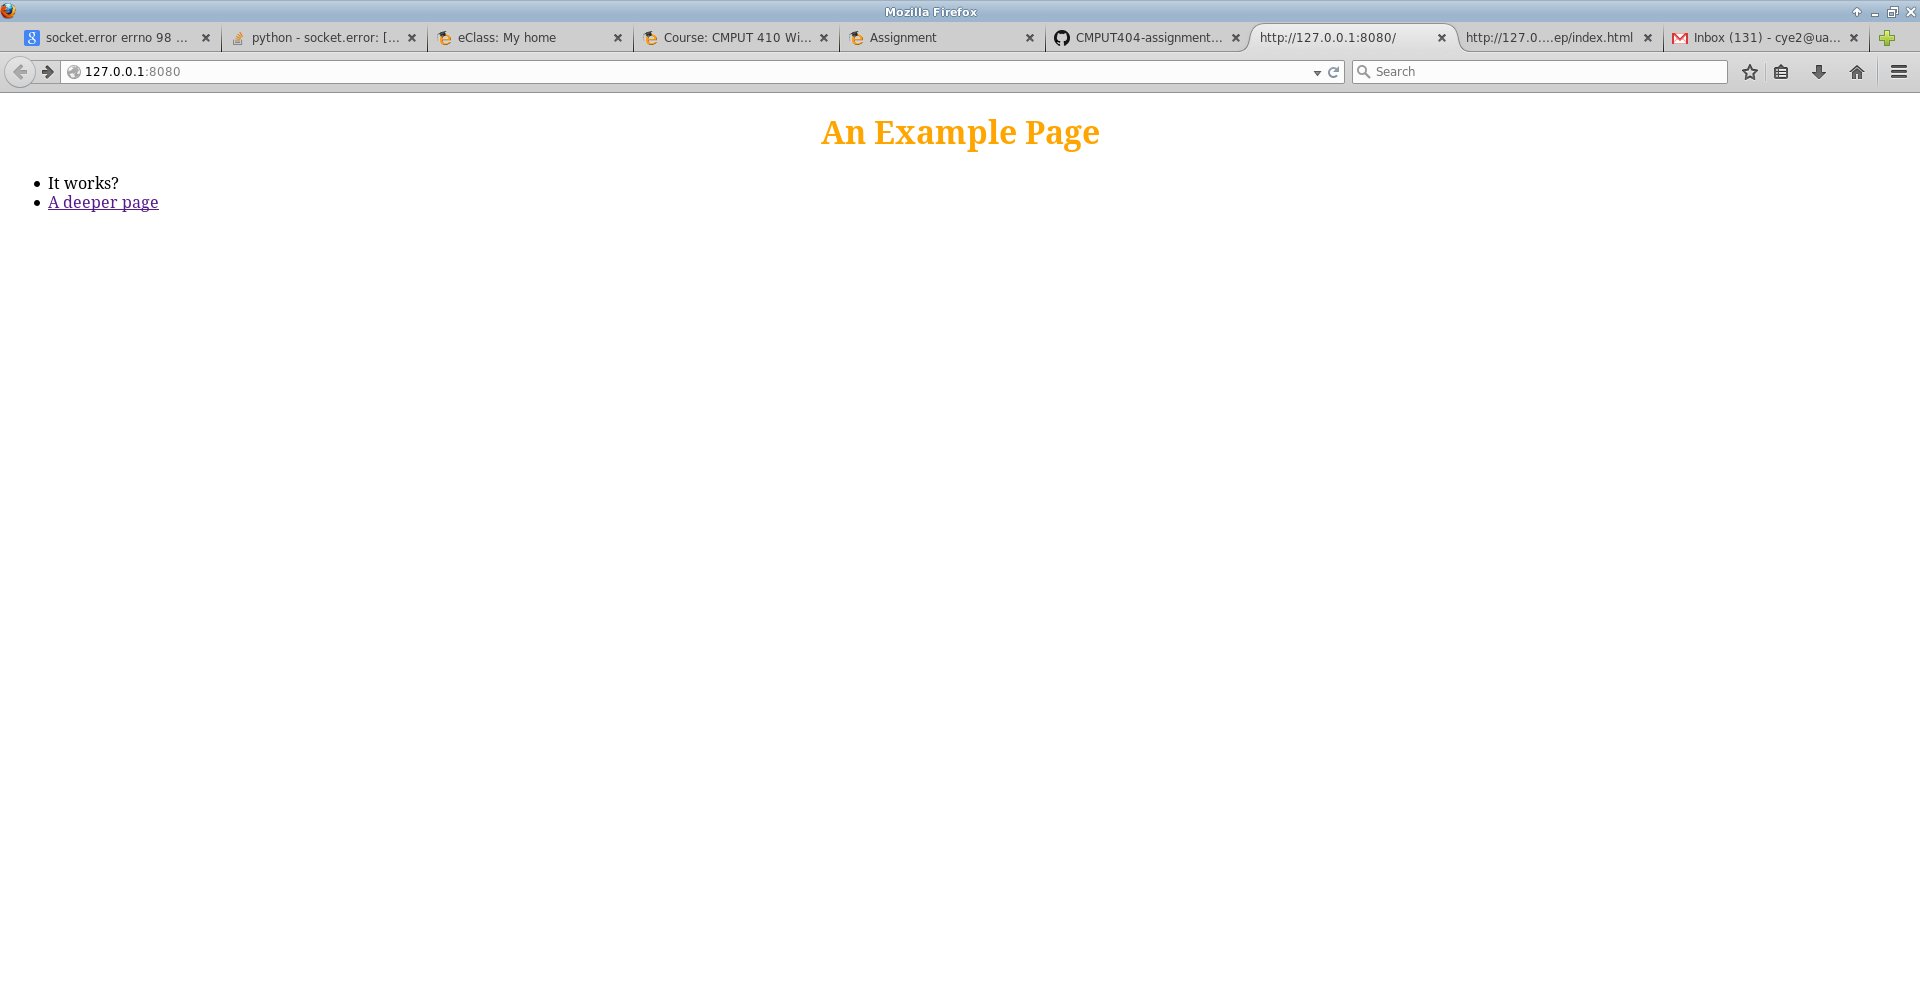 Mozilla Firefox
socket.error errno 98 ...
python - socket.error: [...
eClass: My home
Course: CMPUT 410 Wi...
Assignment
CMPUT404-assignment...
http://127.0.0.1:8080/
http://127.0....ep/index.html
Inbox (131) - cye2@ua...
127.0.0.1:8080
Search
An Example Page
• It works?
• A deeper page